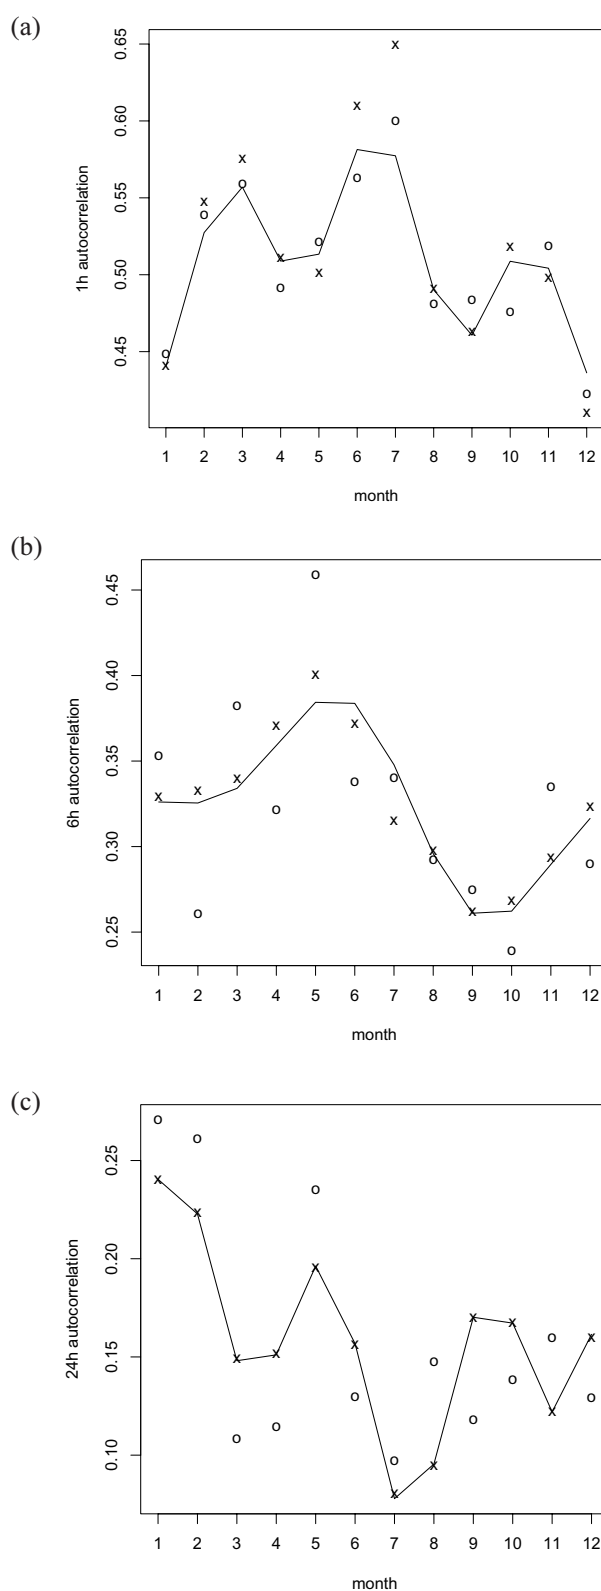 (a)
0.65
0.60
0.55
0.50
0.45
1h autocorrelation
1 2 3 4 5 6 7 8 9 10 11 12
month
(b)
0.45
0.40
0.35
0.30
0.25
6h autocorrelation
1 2 3 4 5 6 7 8 9 10 11 12
month
(c)
0.25
0.20
0.15
0.10
24h autocorrelation
1 2 3 4 5 6 7 8 9 10 11 12
month